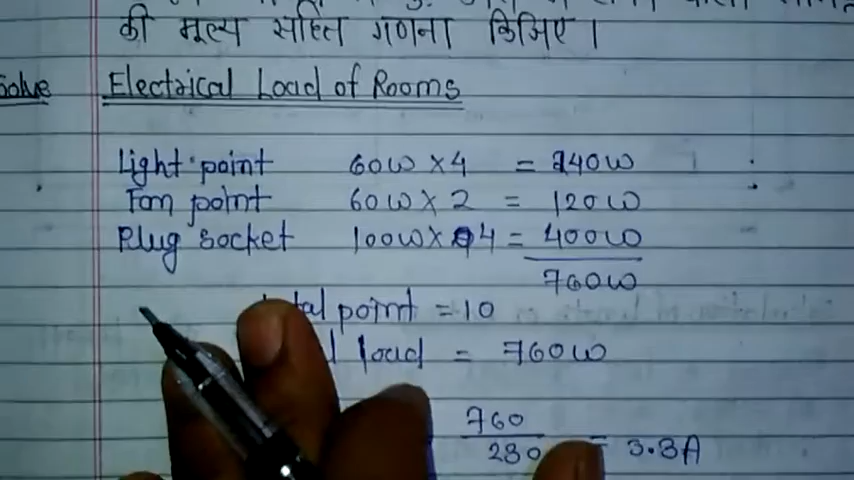 की मूल्य सहित गणना किजिए।
Solve Electrical Load of Rooms
Light point 60W×4 = 240W
Fan point 60W×2 = 120W
Plug Socket 100W×4 = 400W
760W
point = 10
load = 760W
760
230 = 3.3A